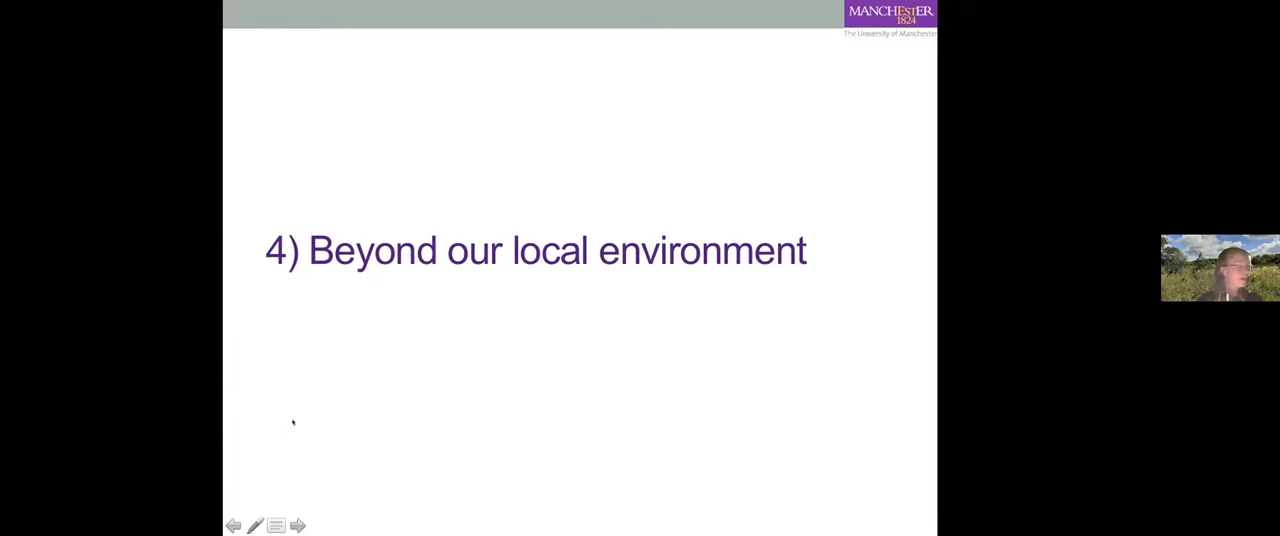 MANCHESTER
1824
The University of Manchester
4) Beyond our local environment